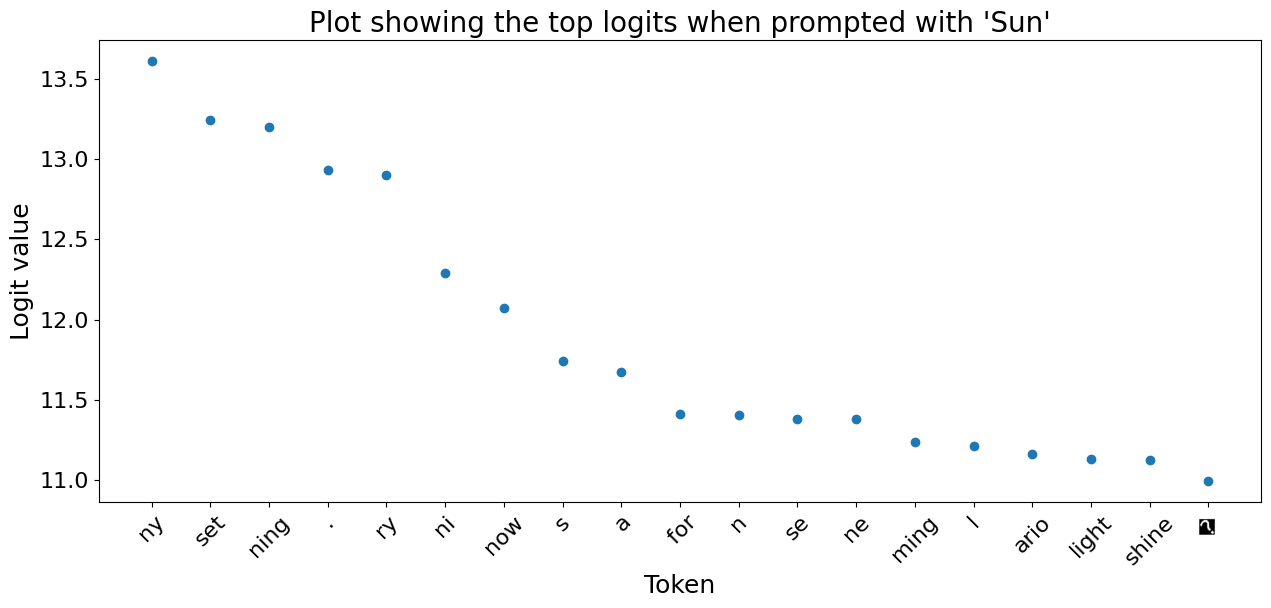 Plot showing the top logits when prompted with 'Sun'
Logit value
13.5
13.0
12.5
12.0
11.5
11.0
ny
set
ning
.
ry
ni
now
s
a
for
n
se
ne
ming
l
ario
light
shine
�
Token